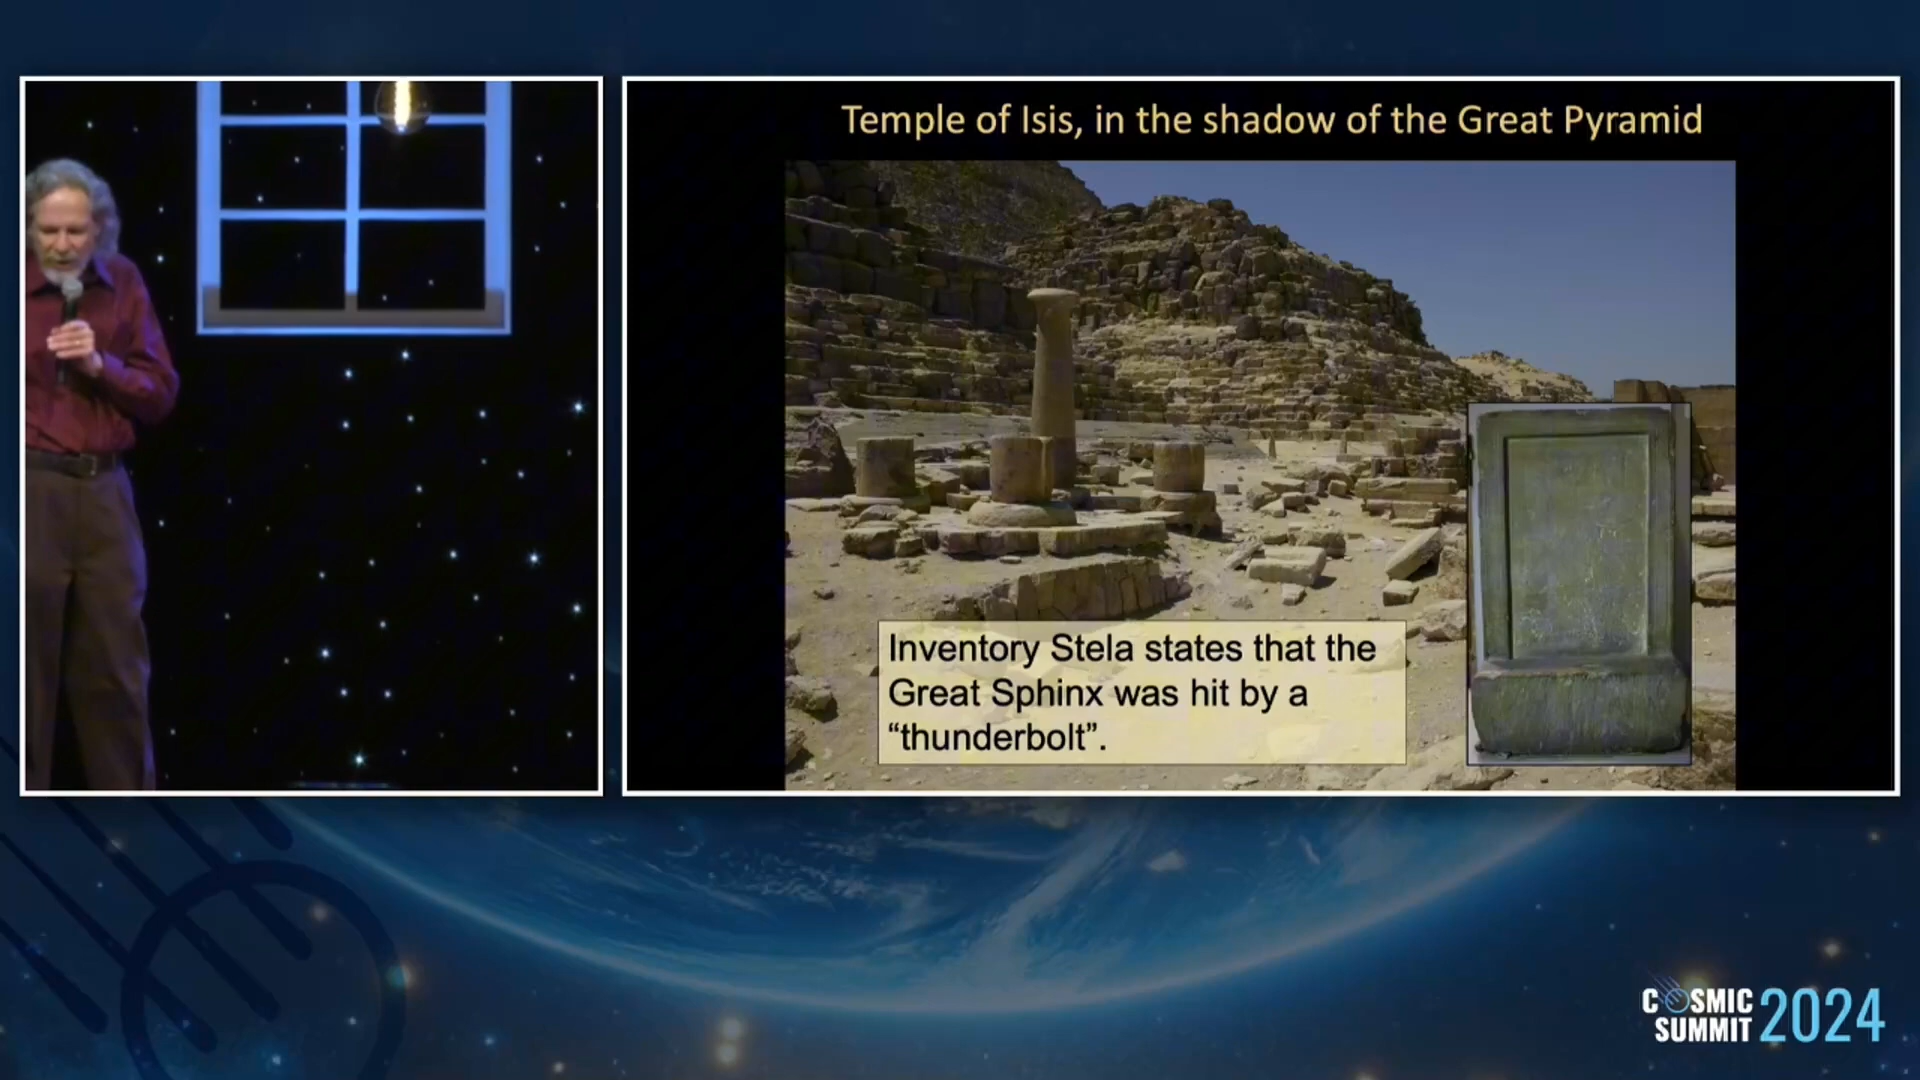 Temple of Isis, in the shadow of the Great Pyramid
Inventory Stela states that the
Great Sphinx was hit by a
“thunderbolt”.
COSMIC
SUMMIT 2024